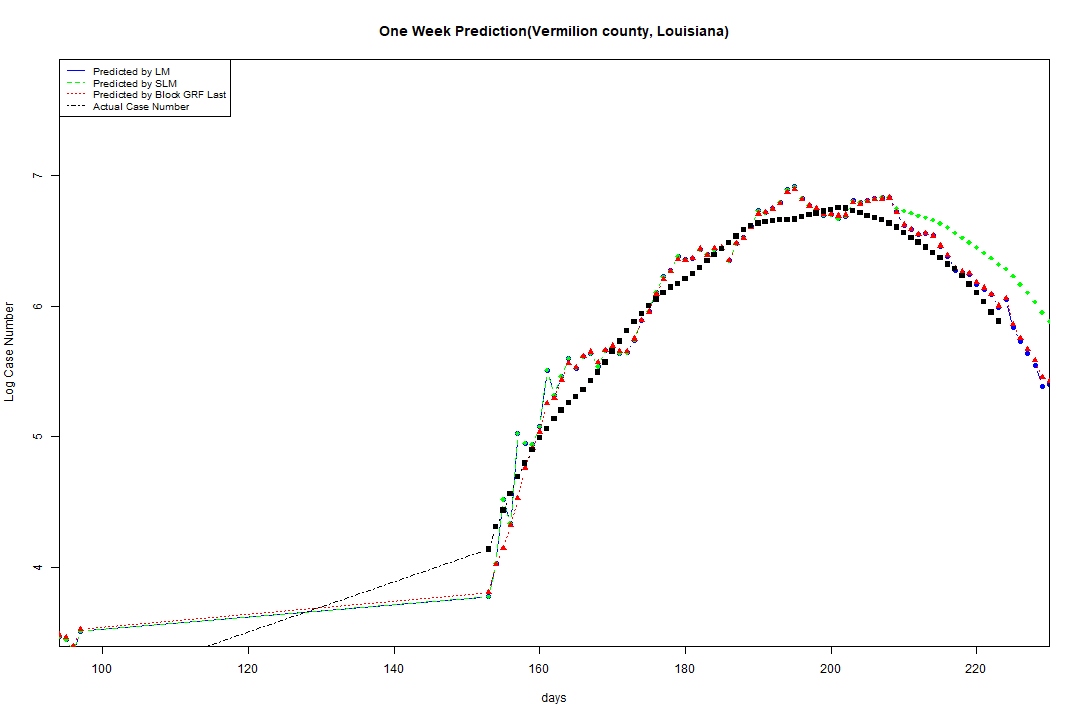 One Week Prediction(Vermilion county, Louisiana)
Predicted by LM
Predicted by SLM
Predicted by Block GRF Last
Actual Case Number
7
6
5
4
Log Case Number
100 120 140 160 180 200 220
days